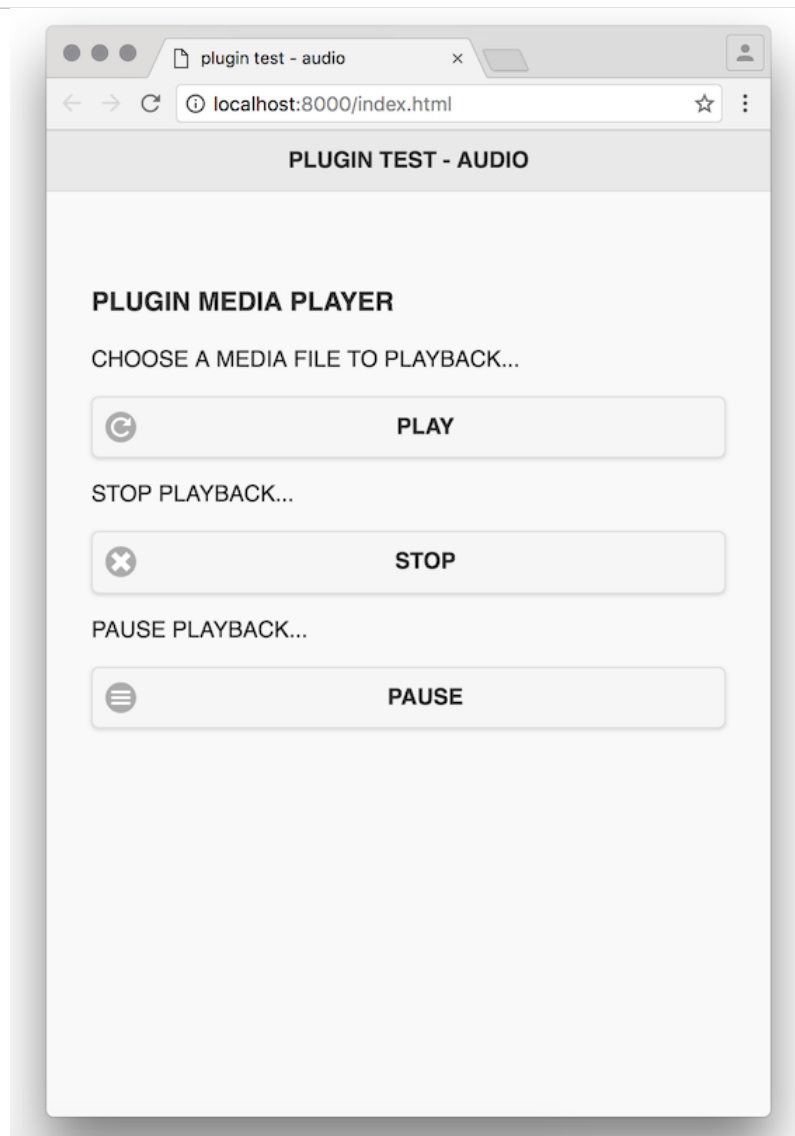 plugin test - audio
localhost:8000/index.html
PLUGIN TEST - AUDIO
PLUGIN MEDIA PLAYER
CHOOSE A MEDIA FILE TO PLAYBACK...
PLAY
STOP PLAYBACK...
STOP
PAUSE PLAYBACK...
PAUSE